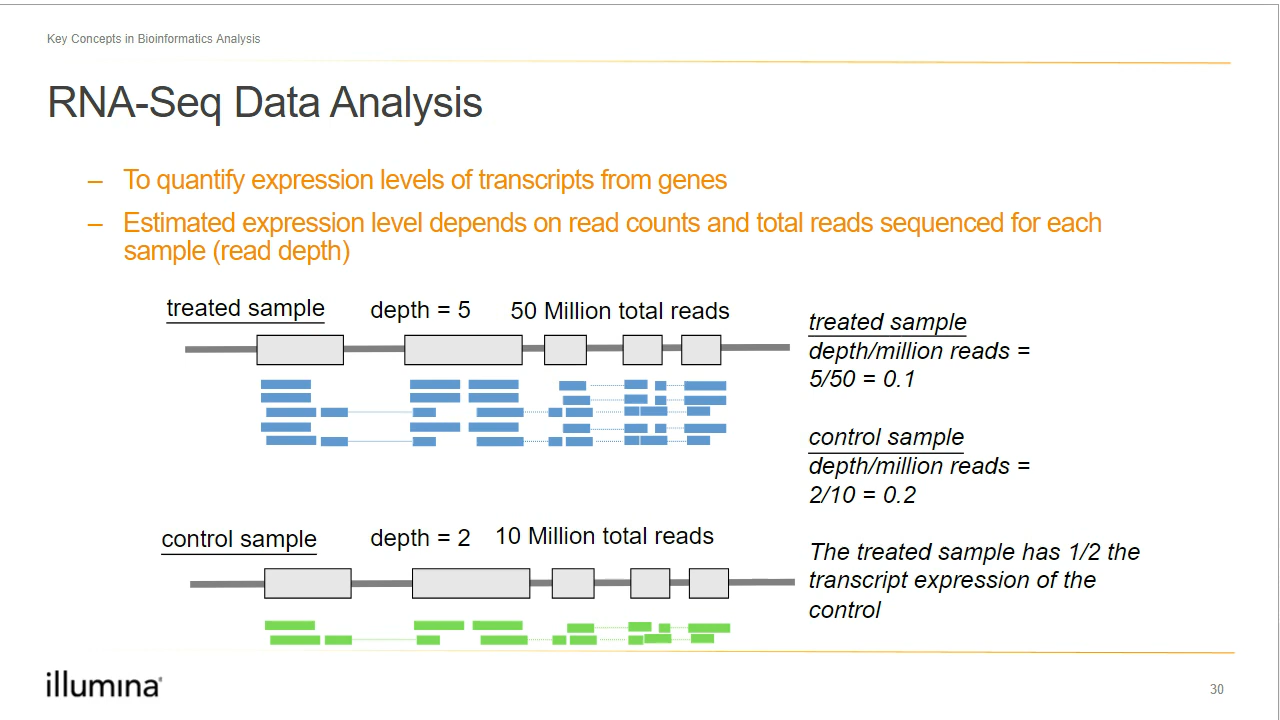 Key Concepts in Bioinformatics Analysis
RNA-Seq Data Analysis
– To quantify expression levels of transcripts from genes
– Estimated expression level depends on read counts and total reads sequenced for each
sample (read depth)
treated sample depth = 5 50 Million total reads
treated sample
depth/million reads =
5/50 = 0.1
control sample
depth/million reads =
2/10 = 0.2
control sample depth = 2 10 Million total reads
The treated sample has 1/2 the
transcript expression of the
control
illumina®
30